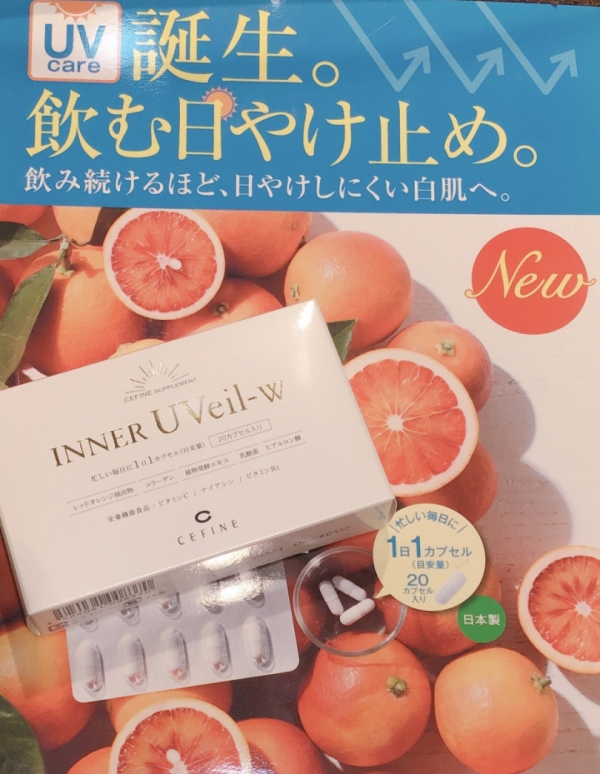 UV
care
誕生。
飲む日やけ止め。
飲み続けるほど、日やけしにくい白肌へ。
New
CEFINE SUPPLEMENT
INNER UVeil-W
忙しい毎日に1日1カプセル(目安量) 20カプセル入り
レッドオレンジ抽出物 コラーゲン 植物発酵エキス 乳酸菌 ヒアルロン酸
栄養機能食品:ビタミンC / ナイアシン / ビタミンB2
CEFINE
忙しい毎日に
1日1カプセル
(目安量)
20
カプセル
入り
日本製